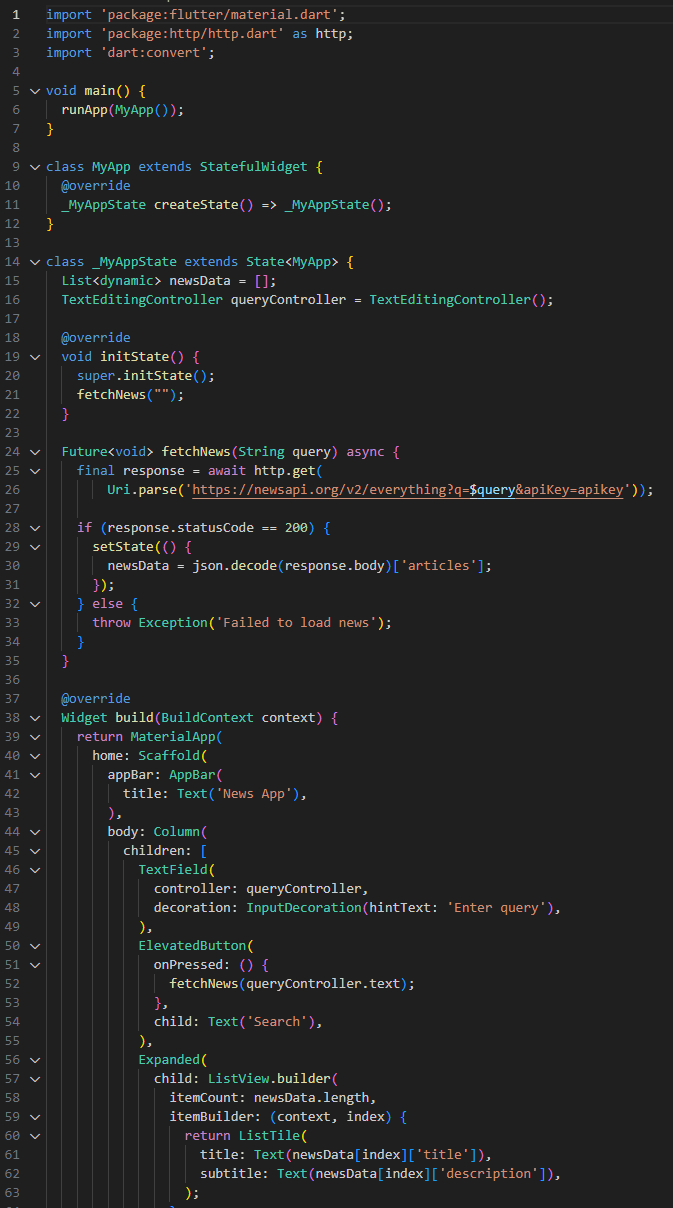 1 import 'package:flutter/material.dart';
2 import 'package:http/http.dart' as http;
3 import 'dart:convert';
4
5 void main() {
6   runApp(MyApp());
7 }
8
9 class MyApp extends StatefulWidget {
10   @override
11   _MyAppState createState() => _MyAppState();
12 }
13
14 class _MyAppState extends State<MyApp> {
15   List<dynamic> newsData = [];
16   TextEditingController queryController = TextEditingController();
17
18   @override
19   void initState() {
20     super.initState();
21     fetchNews("");
22   }
23
24   Future<void> fetchNews(String query) async {
25     final response = await http.get(
26         Uri.parse('https://newsapi.org/v2/everything?q=$query&apiKey=apikey'));
27
28     if (response.statusCode == 200) {
29       setState(() {
30         newsData = json.decode(response.body)['articles'];
31       });
32     } else {
33       throw Exception('Failed to load news');
34     }
35   }
36
37   @override
38   Widget build(BuildContext context) {
39     return MaterialApp(
40       home: Scaffold(
41         appBar: AppBar(
42           title: Text('News App'),
43         ),
44         body: Column(
45           children: [
46             TextField(
47               controller: queryController,
48               decoration: InputDecoration(hintText: 'Enter query'),
49             ),
50             ElevatedButton(
51               onPressed: () {
52                 fetchNews(queryController.text);
53               },
54               child: Text('Search'),
55             ),
56             Expanded(
57               child: ListView.builder(
58                 itemCount: newsData.length,
59                 itemBuilder: (context, index) {
60                   return ListTile(
61                     title: Text(newsData[index]['title']),
62                     subtitle: Text(newsData[index]['description']),
63                   );